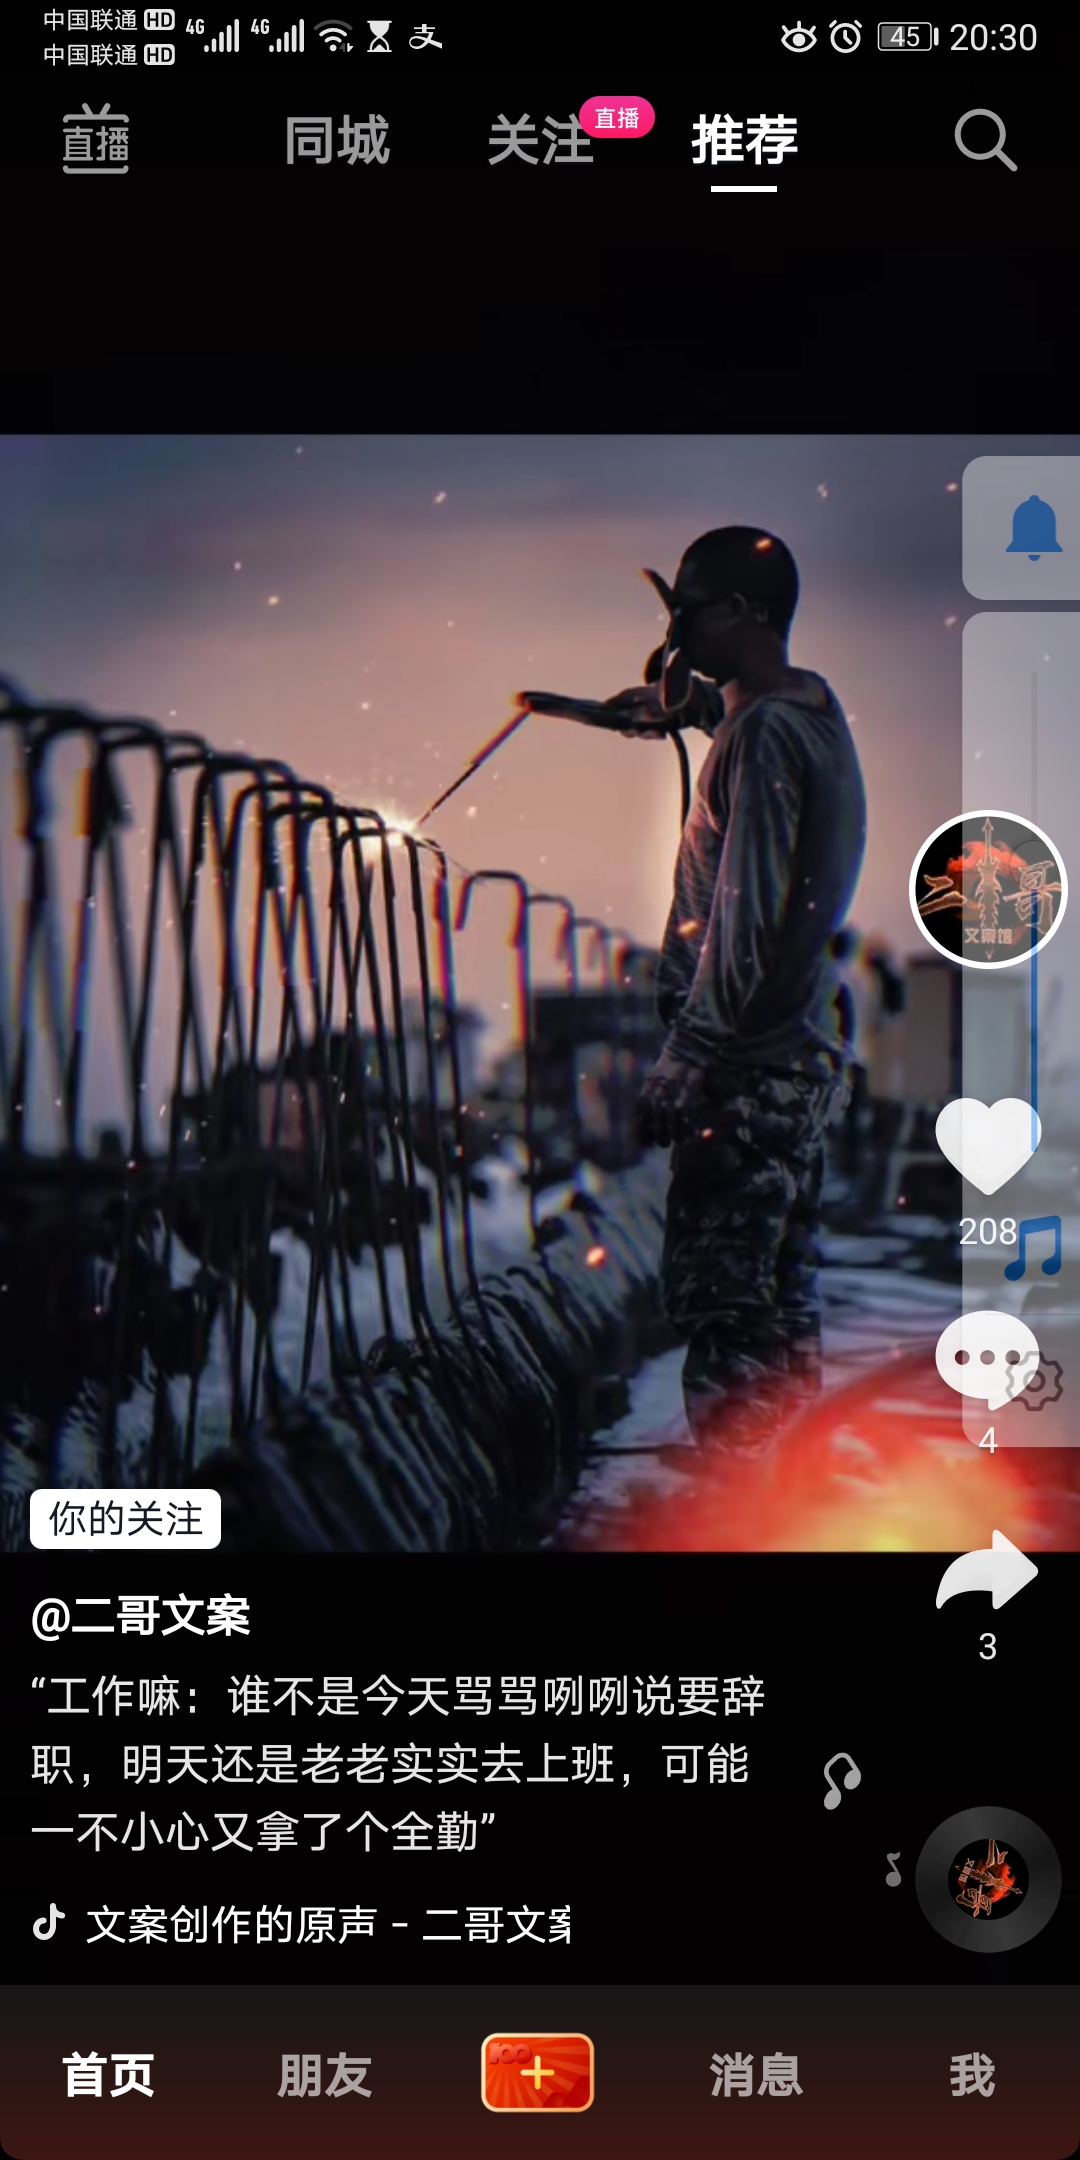 中国联通 HD 4G 4G 支 45 20:30
中国联通 HD
直播 同城 关注 直播 推荐
二哥
文案馆
208
4
你的关注
3
@二哥文案
“工作嘛：谁不是今天骂骂咧咧说要辞
职，明天还是老老实实去上班，可能
一不小心又拿了个全勤”
文案创作的原声 - 二哥文案
首页 朋友 100 消息 我